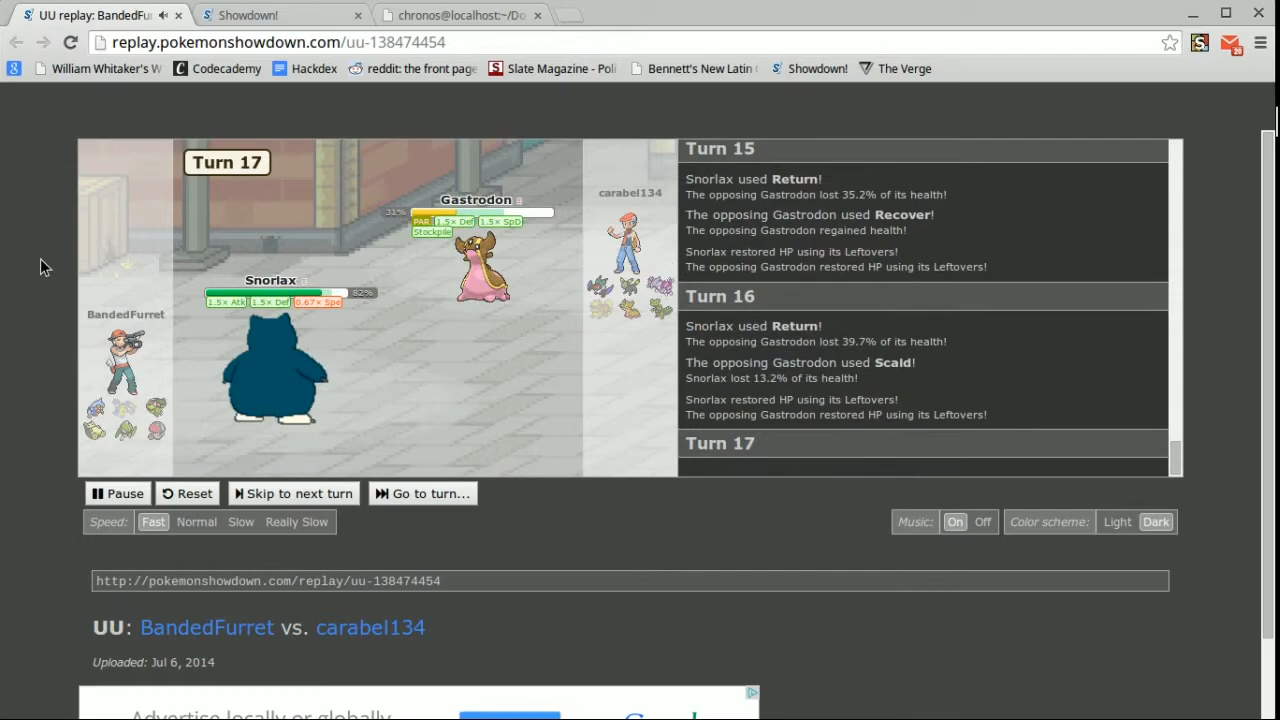 UU replay: BandedFu
Showdown!
chronos@localhost:~/Do
replay.pokemonshowdown.com/uu-138474454
William Whitaker's W
Codecademy
Hackdex
reddit: the front page
Slate Magazine - Poli
Bennett's New Latin
Showdown!
The Verge
Turn 17
Gastrodon
31%
PAR 1.5× Def 1.5× SpD
Stockpile
Snorlax
82%
1.5× Atk 1.5× Def 0.67× Spe
BandedFurret
carabel134
Turn 15
Snorlax used Return!
The opposing Gastrodon lost 35.2% of its health!
The opposing Gastrodon used Recover!
The opposing Gastrodon regained health!
Snorlax restored HP using its Leftovers!
The opposing Gastrodon restored HP using its Leftovers!
Turn 16
Snorlax used Return!
The opposing Gastrodon lost 39.7% of its health!
The opposing Gastrodon used Scald!
Snorlax lost 13.2% of its health!
Snorlax restored HP using its Leftovers!
The opposing Gastrodon restored HP using its Leftovers!
Turn 17
Pause
Reset
Skip to next turn
Go to turn...
Speed: Fast Normal Slow Really Slow
Music: On Off
Color scheme: Light Dark
http://pokemonshowdown.com/replay/uu-138474454
UU: BandedFurret vs. carabel134
Uploaded: Jul 6, 2014
Advertise locally or globally